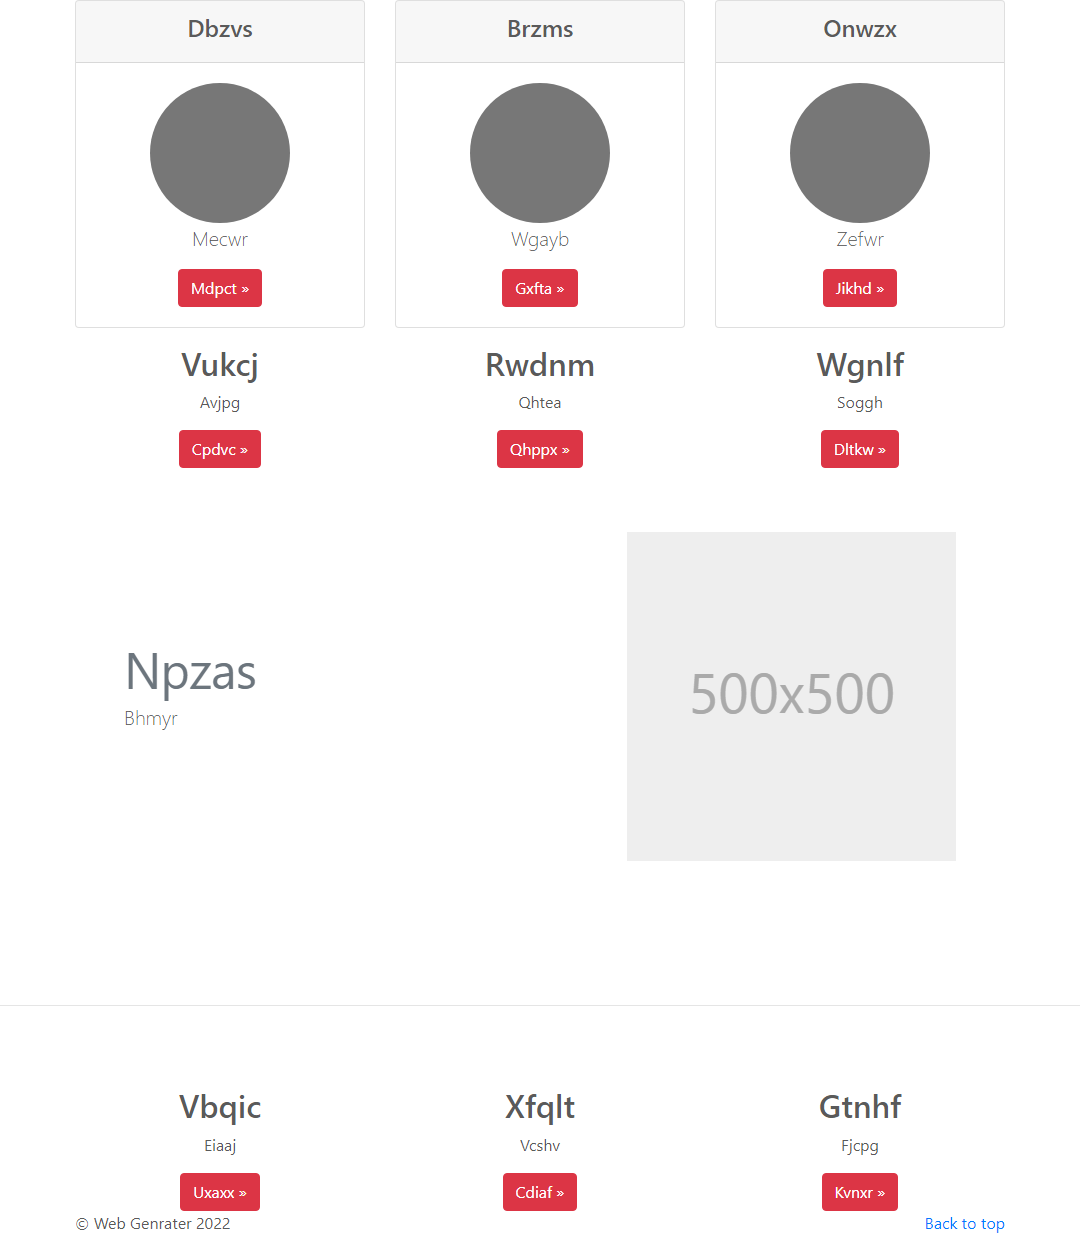 Dbzvs Brzms Onwzx
Mecwr Wgayb Zefwr
Mdpct » Gxfta » Jikhd »
Vukcj Rwdnm Wgnlf
Avjpg Qhtea Soggh
Cpdvc » Qhppx » Dltkw »
500x500
Npzas
Bhmyr
Vbqic Xfqlt Gtnhf
Eiaaj Vcshv Fjcpg
Uxaxx » Cdiaf » Kvnxr »
© Web Genrater 2022 Back to top